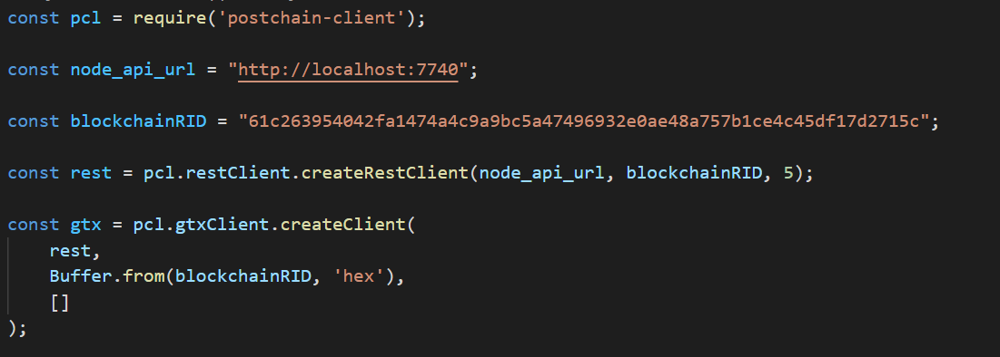 const pcl = require('postchain-client');
const node_api_url = "http://localhost:7740";
const blockchainRID = "61c263954042fa1474a4c9a9bc5a47496932e0ae48a757b1ce4c45df17d2715c";
const rest = pcl.restClient.createRestClient(node_api_url, blockchainRID, 5);
const gtx = pcl.gtxClient.createClient(
    rest,
    Buffer.from(blockchainRID, 'hex'),
    []
);